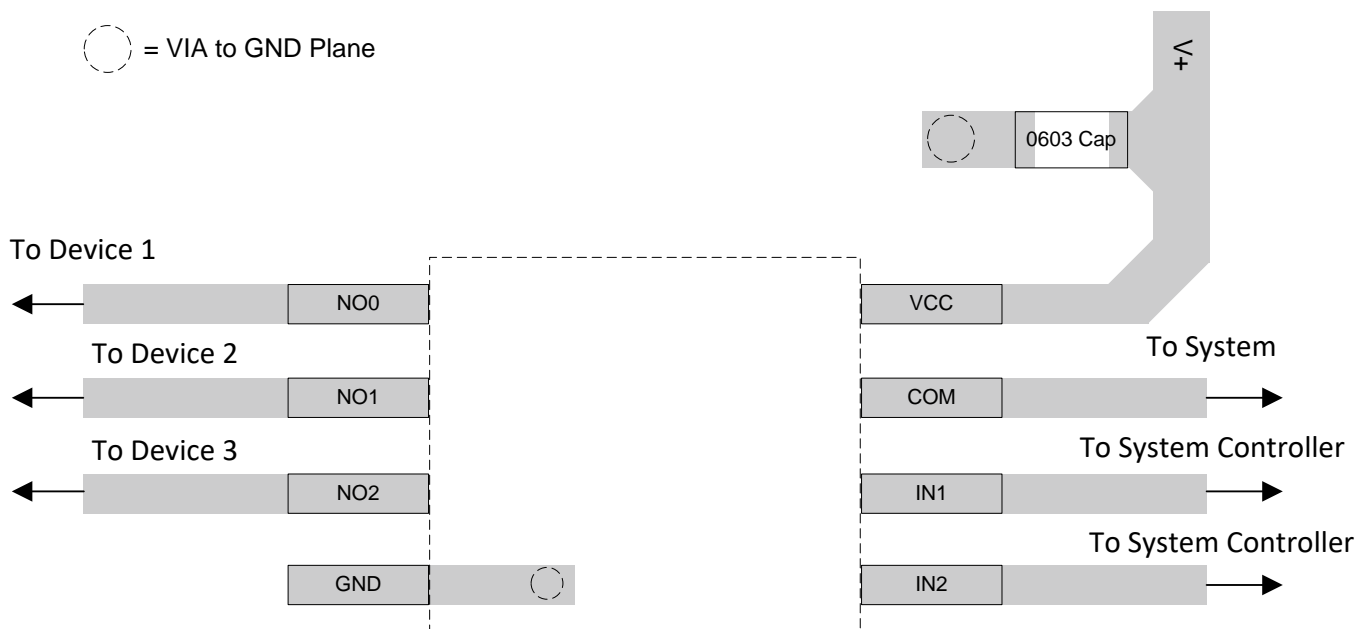 = VIA to GND Plane
V+
0603 Cap
To Device 1
NO0
VCC
To Device 2
To System
NO1
COM
To Device 3
To System Controller
NO2
IN1
To System Controller
GND
IN2